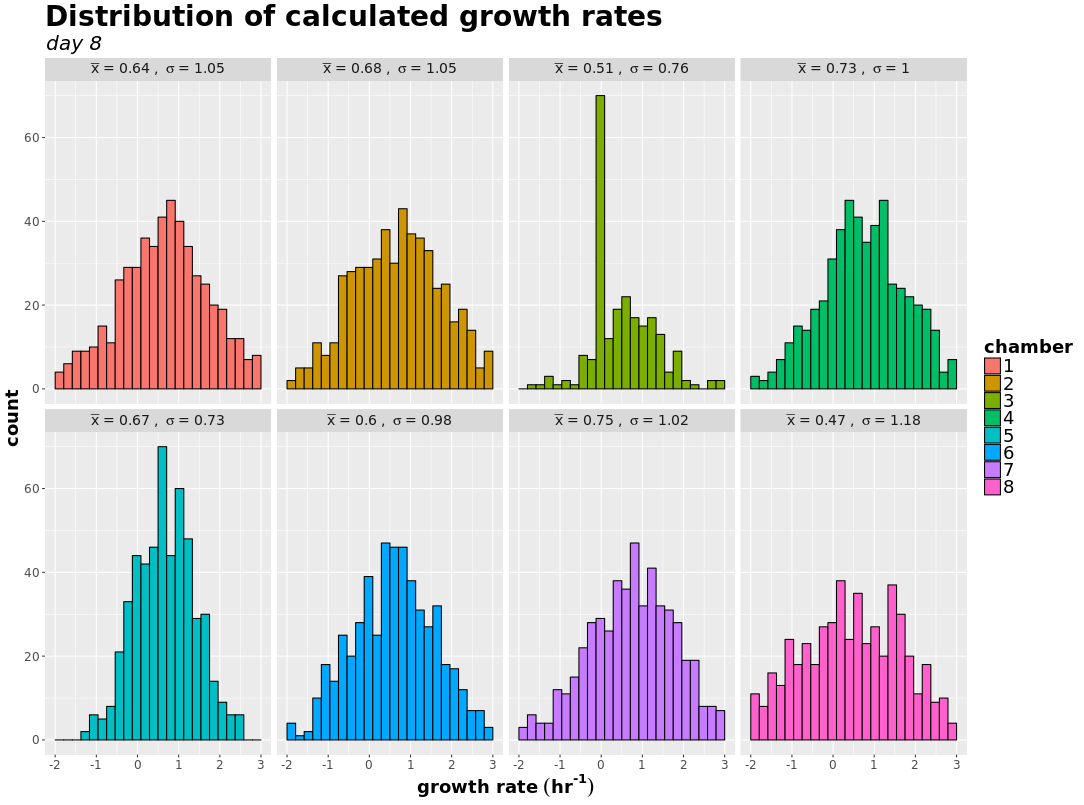 Distribution of calculated growth rates
day 8
x̅ = 0.64 , σ = 1.05
x̅ = 0.68 , σ = 1.05
x̅ = 0.51 , σ = 0.76
x̅ = 0.73 , σ = 1
60
40
20
0
x̅ = 0.67 , σ = 0.73
x̅ = 0.6 , σ = 0.98
x̅ = 0.75 , σ = 1.02
x̅ = 0.47 , σ = 1.18
60
40
20
0
-2 -1 0 1 2 3
-2 -1 0 1 2 3
-2 -1 0 1 2 3
-2 -1 0 1 2 3
count
growth rate (hr⁻¹)
chamber
1
2
3
4
5
6
7
8